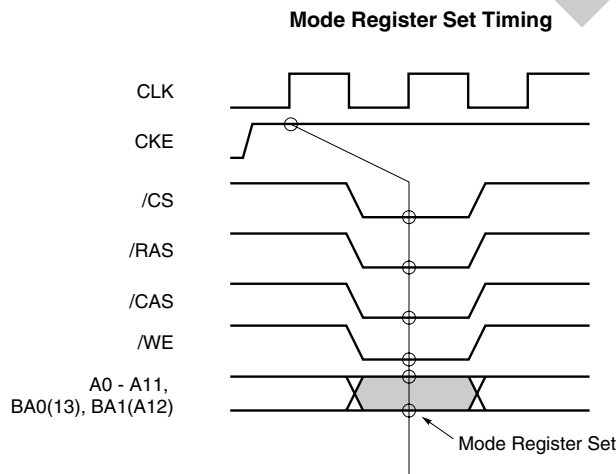 Mode Register Set Timing
CLK
CKE
/CS
/RAS
/CAS
/WE
A0 - A11,
BA0(13), BA1(A12)
Mode Register Set